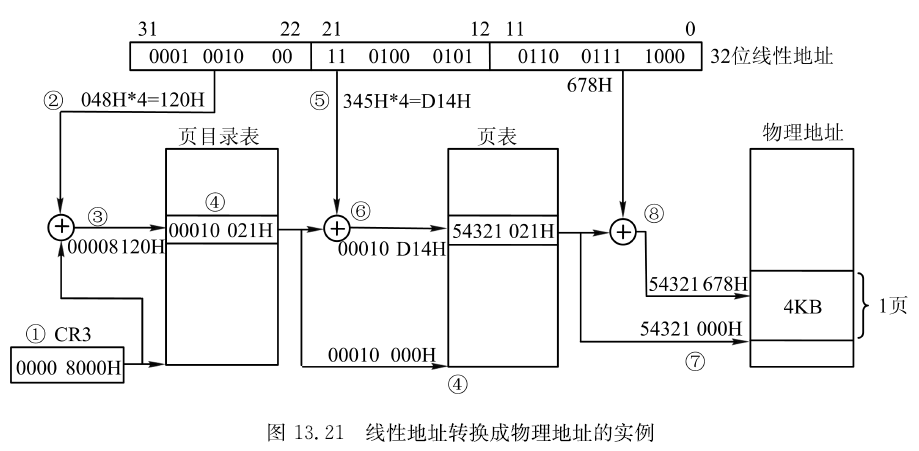 31 22 21 12 11 0
0001 0010 00 11 0100 0101 0110 0111 1000 32位线性地址
② 048H*4=120H ⑤ 345H*4=D14H 678H
页目录表 页表 物理地址
④
③ ⑥ ⑧
00010 021H 54321 021H
00008120H 00010 D14H
54321 678H
4KB 1页
① CR3 54321 000H
0000 8000H 00010 000H ⑦
④
图 13.21 线性地址转换成物理地址的实例